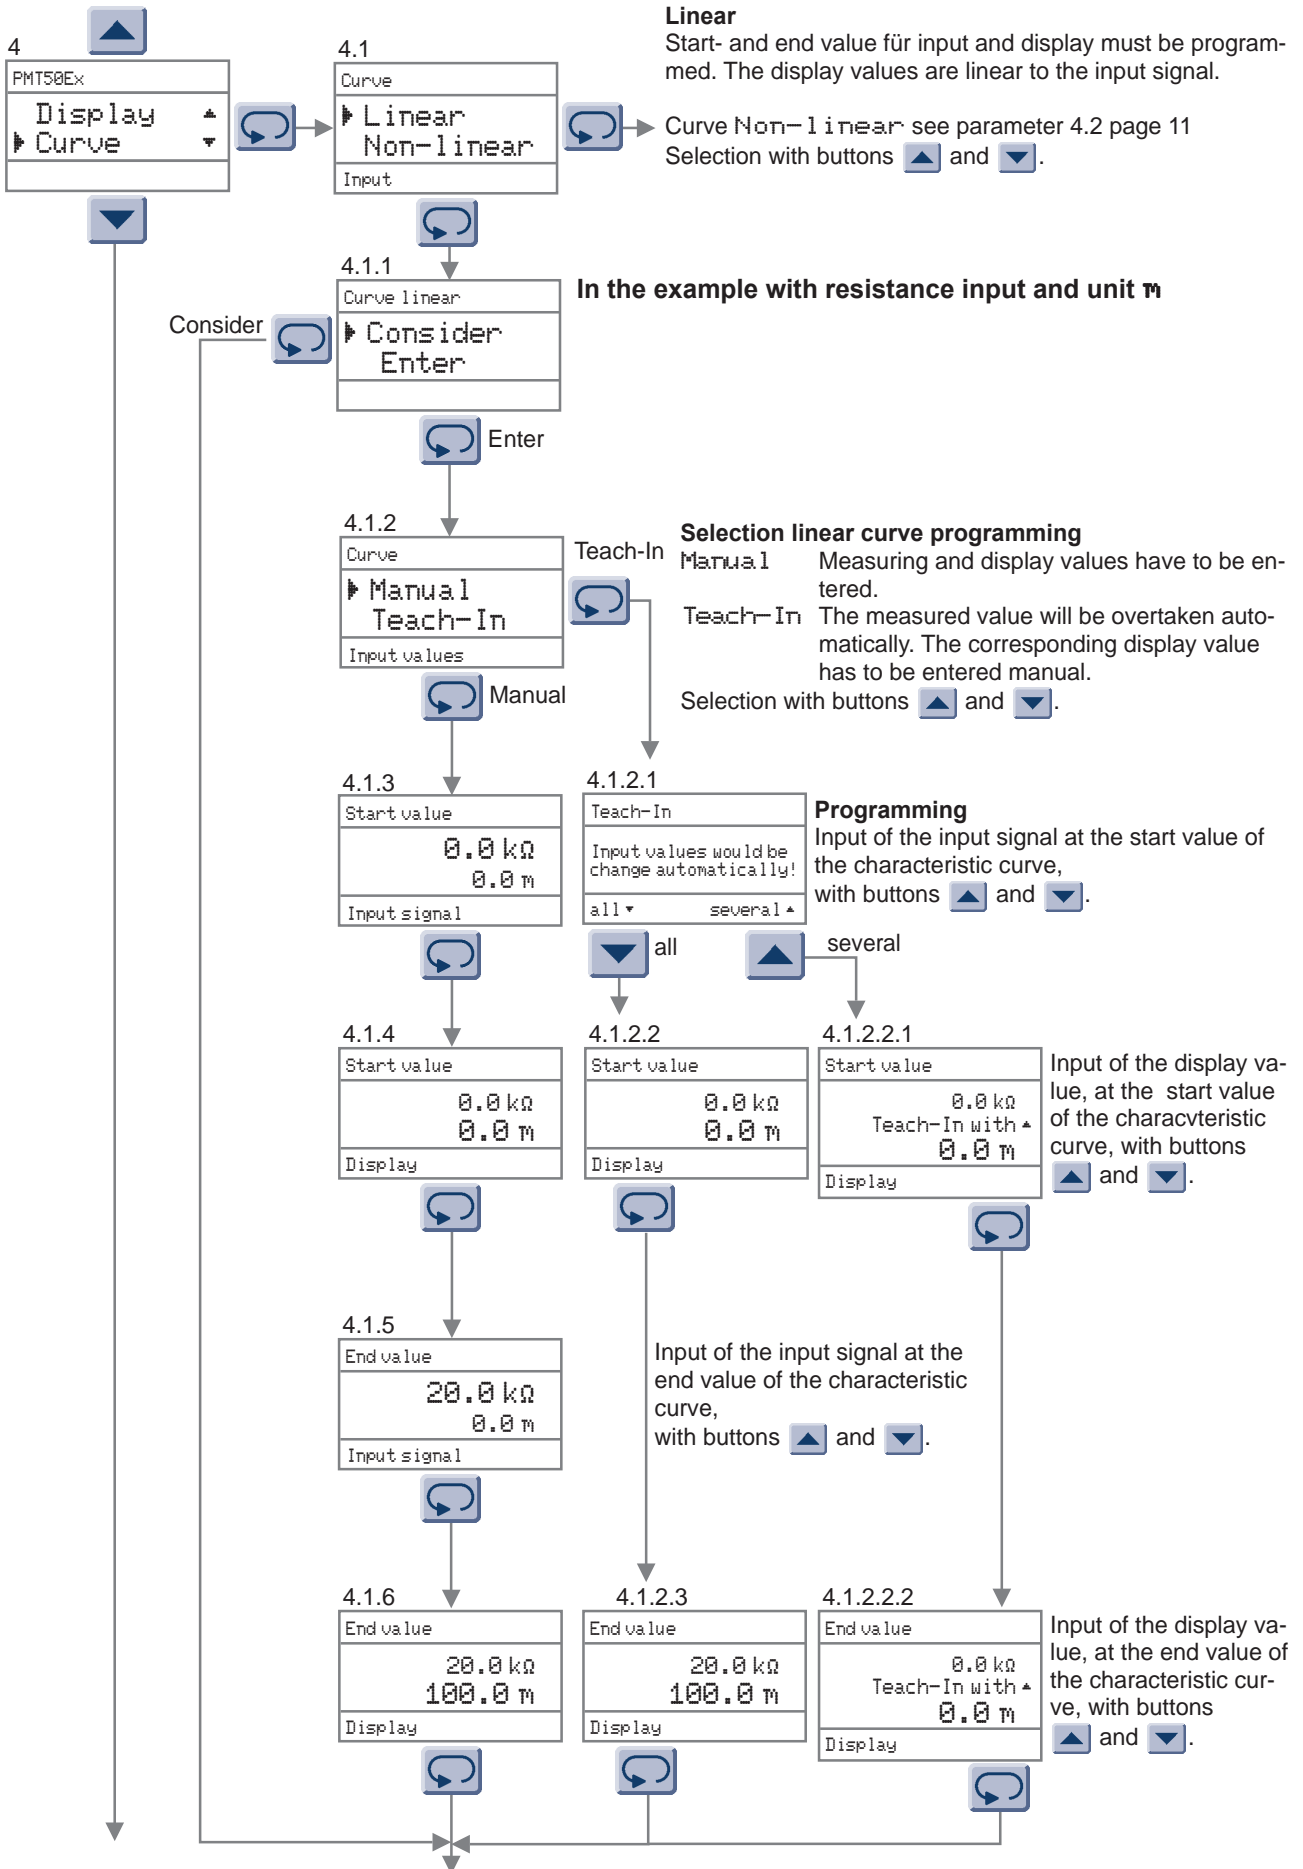 Linear
Start- and end value für input and display must be program-
med. The display values are linear to the input signal.
4
PMT50Ex
Display
Curve
4.1
Curve
Linear
Non-linear
Input
Curve Non-linear see parameter 4.2 page 11
Selection with buttons and .
4.1.1
Curve linear
Consider
Enter
Consider
In the example with resistance input and unit m
Enter
4.1.2
Curve
Manual
Teach-In
Input values
Teach-In
Manual
Selection linear curve programming
Manual Measuring and display values have to be en-
tered.
Teach-In The measured value will be overtaken auto-
matically. The corresponding display value
has to be entered manual.
Selection with buttons and .
4.1.3
Start value
0.0 kΩ
0.0 m
Input signal
4.1.2.1
Teach-In
Input values would be
change automatically!
all several
Programming
Input of the input signal at the start value of
the characteristic curve,
with buttons and .
all
several
4.1.4
Start value
0.0 kΩ
0.0 m
Display
4.1.2.2
Start value
0.0 kΩ
0.0 m
Display
4.1.2.2.1
Start value
0.0 kΩ
Teach-In with
0.0 m
Display
Input of the display va-
lue, at the start value
of the characvteristic
curve, with buttons
and .
4.1.5
End value
20.0 kΩ
0.0 m
Input signal
Input of the input signal at the
end value of the characteristic
curve,
with buttons and .
4.1.6
End value
20.0 kΩ
100.0 m
Display
4.1.2.3
End value
20.0 kΩ
100.0 m
Display
4.1.2.2.2
End value
0.0 kΩ
Teach-In with
0.0 m
Display
Input of the display va-
lue, at the end value of
the characteristic cur-
ve, with buttons
and .